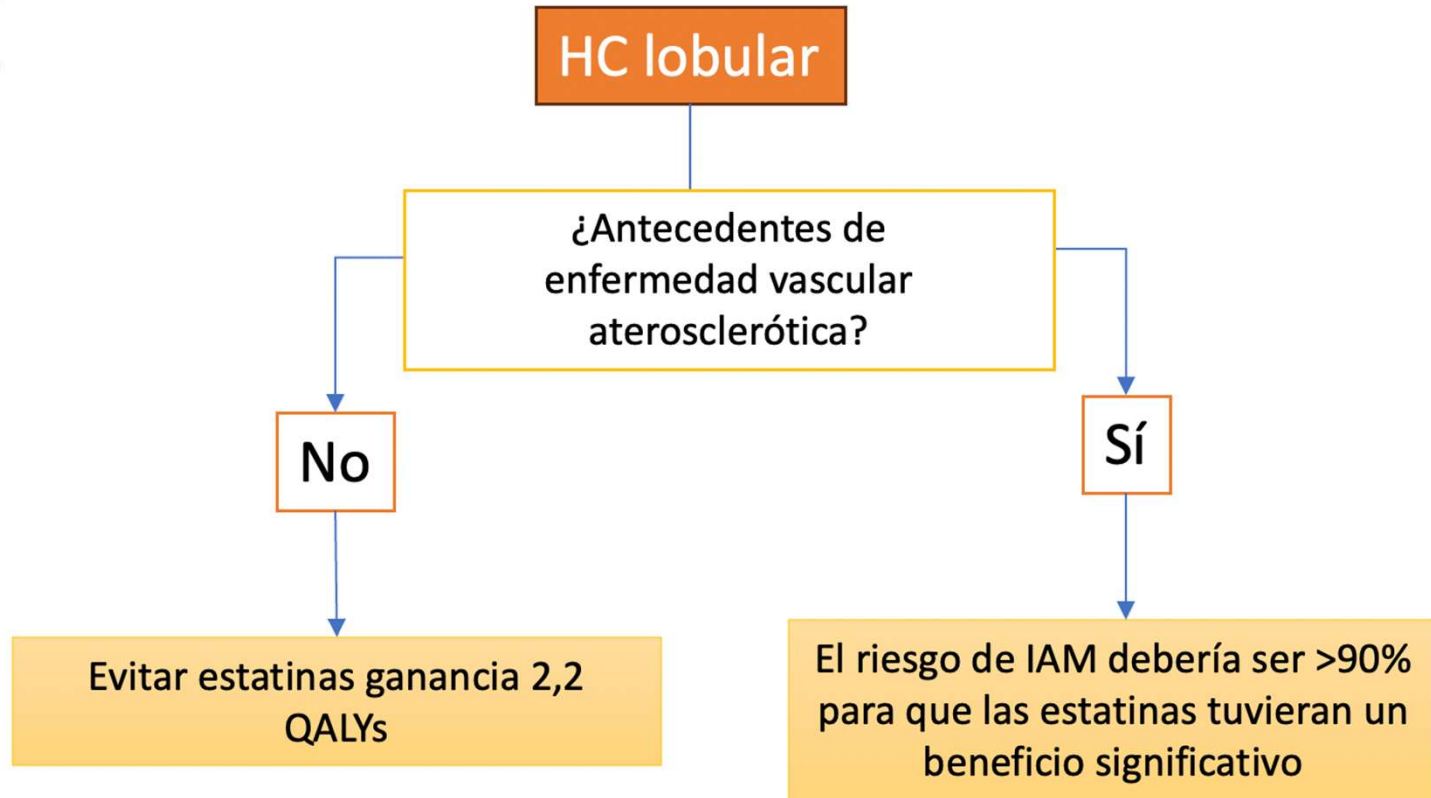 HC lobular
¿Antecedentes de
enfermedad vascular
aterosclerótica?
No
Sí
Evitar estatinas ganancia 2,2
QALYs
El riesgo de IAM debería ser >90%
para que las estatinas tuvieran un
beneficio significativo